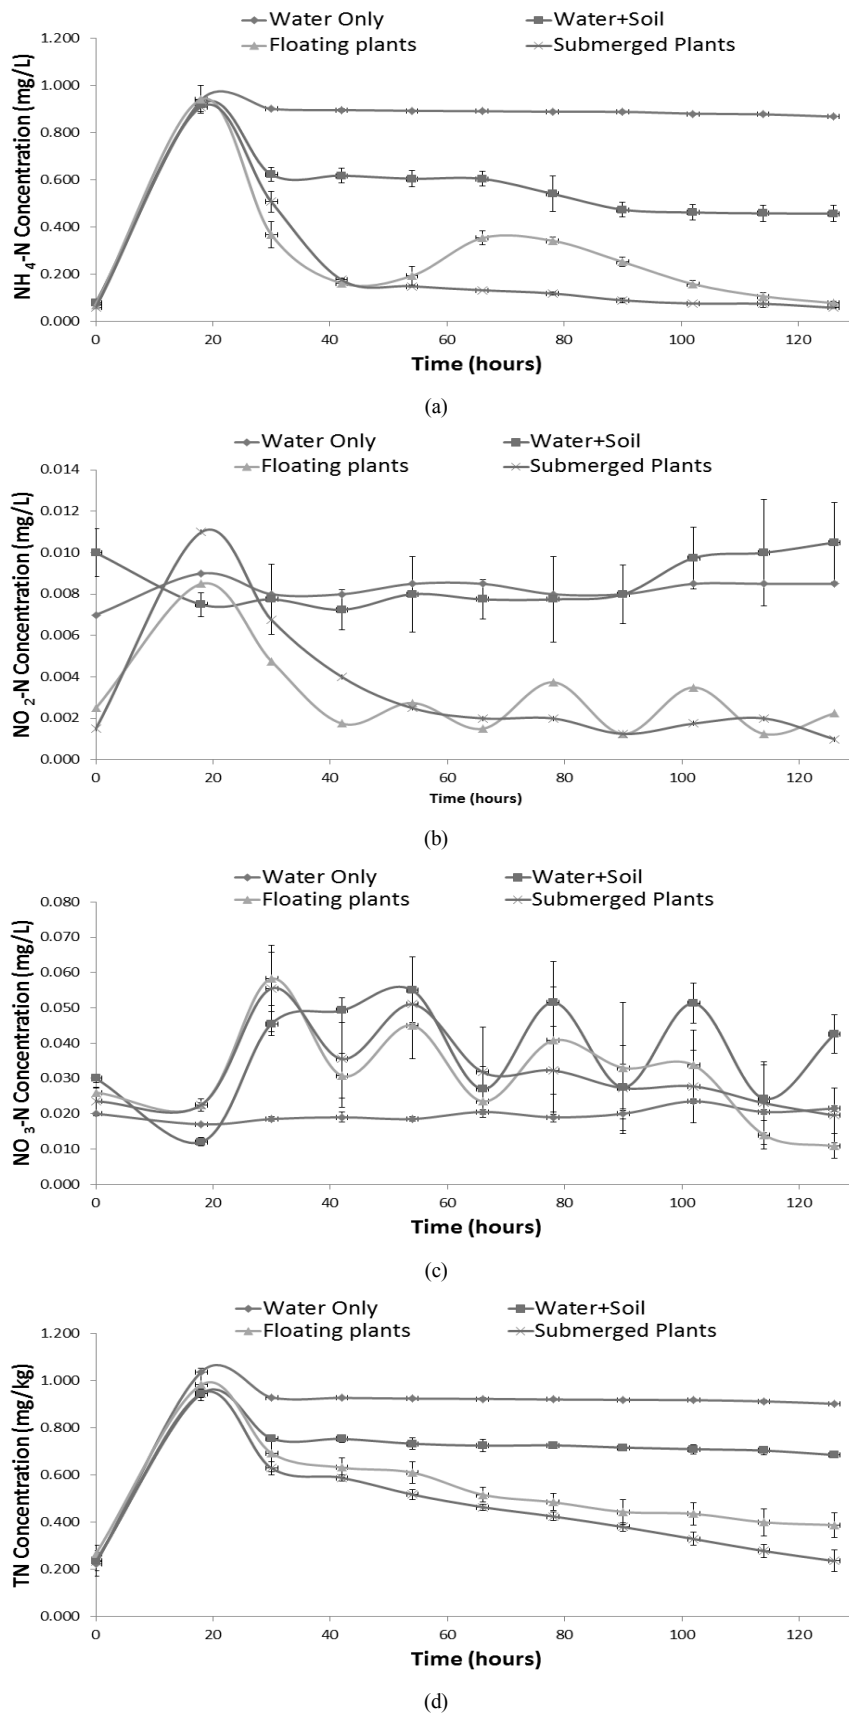 Water Only Water+Soil
Floating plants Submerged Plants
NH4-N Concentration (mg/L)
1.200
1.000
0.800
0.600
0.400
0.200
0.000
0 20 40 60 80 100 120
Time (hours)
(a)
Water Only Water+Soil
Floating plants Submerged Plants
NO2-N Concentration (mg/L)
0.014
0.012
0.010
0.008
0.006
0.004
0.002
0.000
0 20 40 60 80 100 120
Time (hours)
(b)
Water Only Water+Soil
Floating plants Submerged Plants
NO3-N Concentration (mg/L)
0.080
0.070
0.060
0.050
0.040
0.030
0.020
0.010
0.000
0 20 40 60 80 100 120
Time (hours)
(c)
Water Only Water+Soil
Floating plants Submerged Plants
TN Concentration (mg/kg)
1.200
1.000
0.800
0.600
0.400
0.200
0.000
0 20 40 60 80 100 120
Time (hours)
(d)